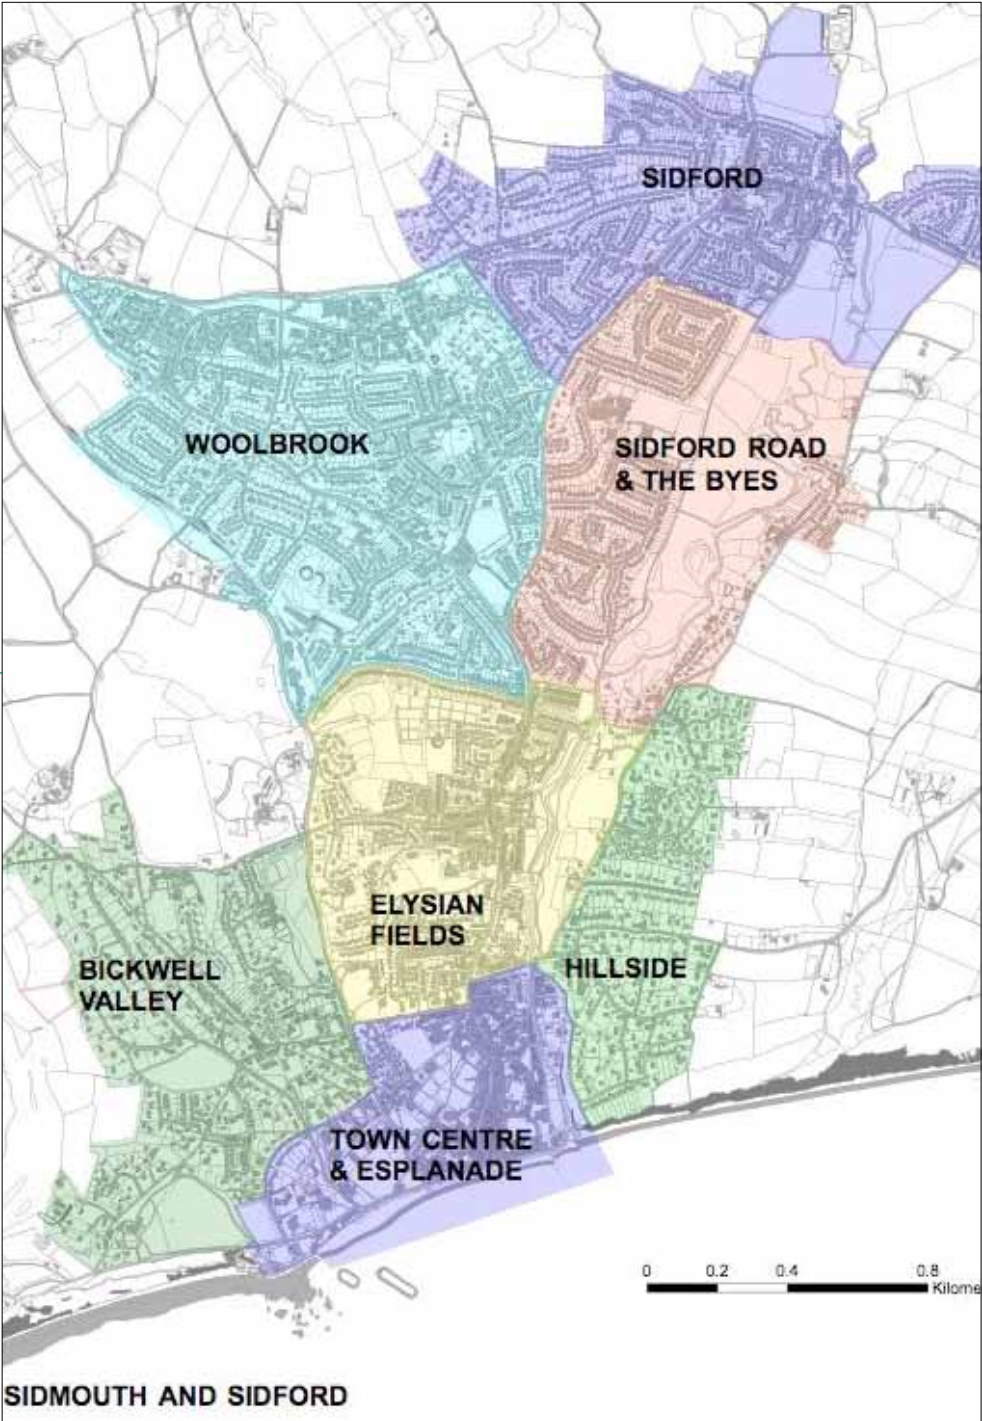 SIDFORD
WOOLBROOK
SIDFORD ROAD
& THE BYES
ELYSIAN
FIELDS
HILLSIDE
BICKWELL
VALLEY
TOWN CENTRE
& ESPLANADE
0 0.2 0.4 0.8
Kilome
SIDMOUTH AND SIDFORD